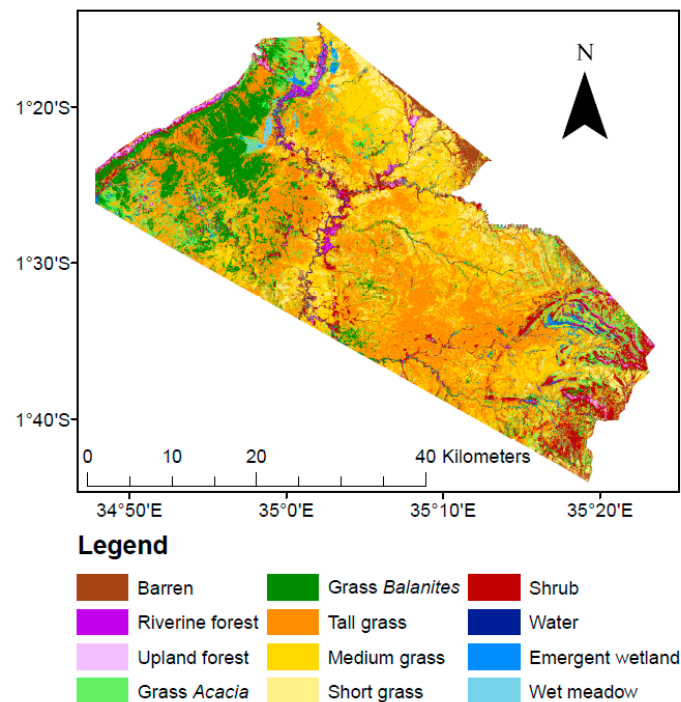 N
1°20'S
1°30'S
1°40'S
0 10 20 40 Kilometers
34°50'E 35°0'E 35°10'E 35°20'E
Legend
Barren Grass Balanites Shrub
Riverine forest Tall grass Water
Upland forest Medium grass Emergent wetland
Grass Acacia Short grass Wet meadow